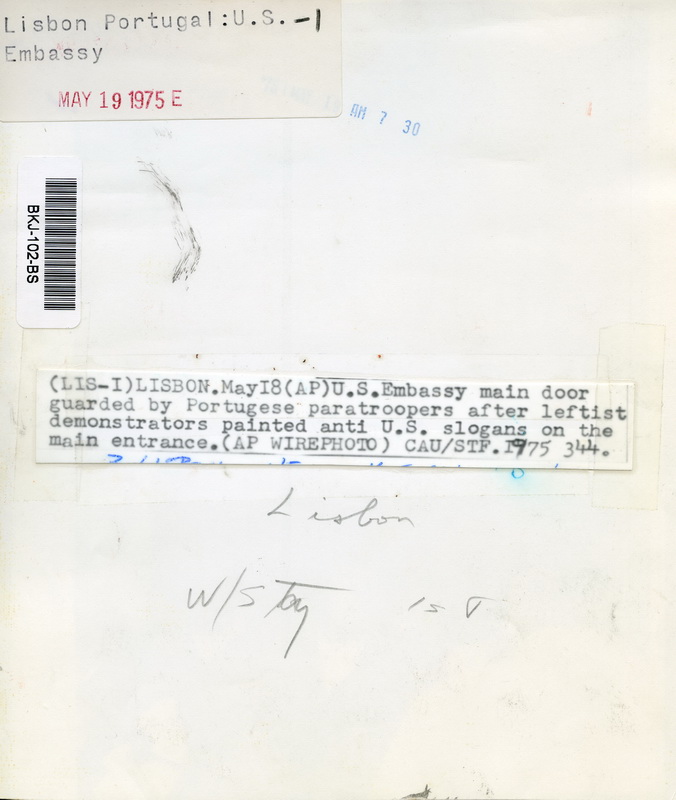 Lisbon Portugal:U.S.-1
Embassy
MAY 19 1975 E
AM 7 30
BKJ-102-BS
(LIS-I)LISBON.MayI8(AP)U.S.Embassy main door
guarded by Portugese paratroopers after leftist
demonstrators painted anti U.S. slogans on the
main entrance.(AP WIREPHOTO) CAU/STF.1975 344.
Lisbon
W/Stoy